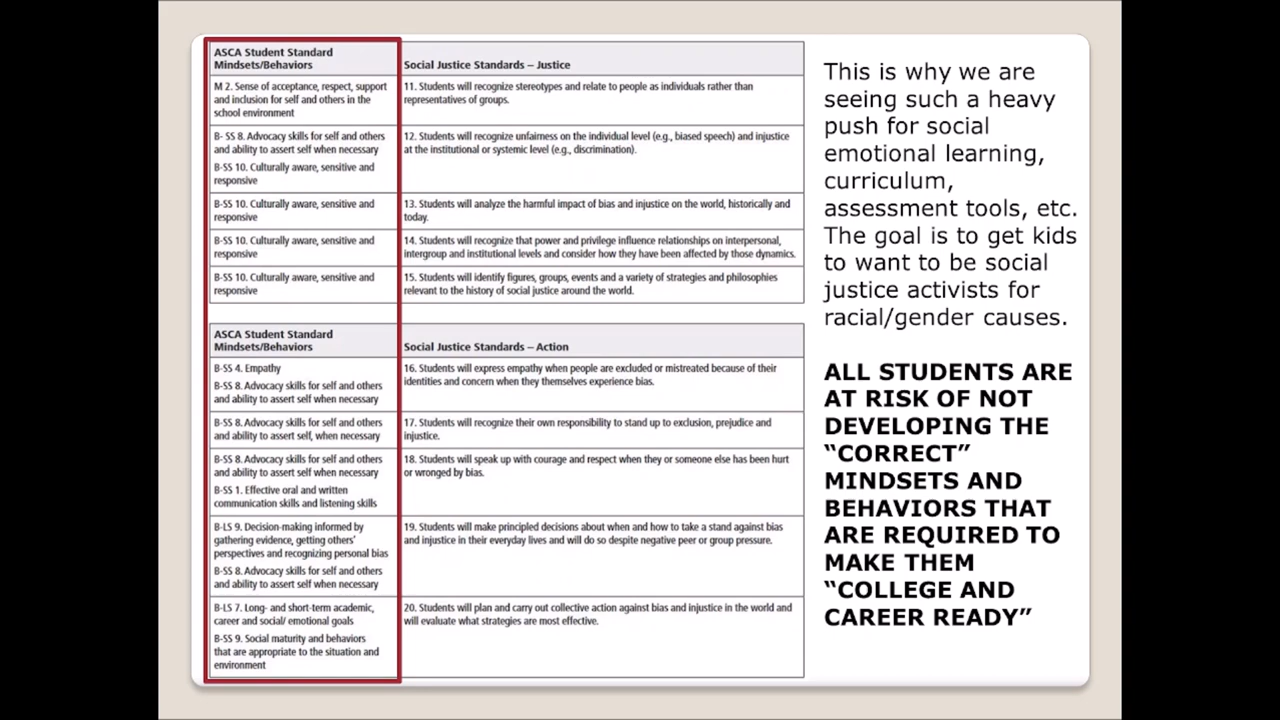 ASCA Student Standard
Mindsets/Behaviors
Social Justice Standards – Justice
M 2. Sense of acceptance, respect, support
and inclusion for self and others in the
school environment
11. Students will recognize stereotypes and relate to people as individuals rather than
representatives of groups.
B- SS 8. Advocacy skills for self and others
and ability to assert self when necessary
B-SS 10. Culturally aware, sensitive and
responsive
12. Students will recognize unfairness on the individual level (e.g., biased speech) and injustice
at the institutional or systemic level (e.g., discrimination).
B-SS 10. Culturally aware, sensitive and
responsive
13. Students will analyze the harmful impact of bias and injustice on the world, historically and
today.
B-SS 10. Culturally aware, sensitive and
responsive
14. Students will recognize that power and privilege influence relationships on interpersonal,
intergroup and institutional levels and consider how they have been affected by those dynamics.
B-SS 10. Culturally aware, sensitive and
responsive
15. Students will identify figures, groups, events and a variety of strategies and philosophies
relevant to the history of social justice around the world.
ASCA Student Standard
Mindsets/Behaviors
Social Justice Standards – Action
B-SS 4. Empathy
B-SS 8. Advocacy skills for self and others
and ability to assert self when necessary
16. Students will express empathy when people are excluded or mistreated because of their
identities and concern when they themselves experience bias.
B-SS 8. Advocacy skills for self and others
and ability to assert self, when necessary
17. Students will recognize their own responsibility to stand up to exclusion, prejudice and
injustice.
B-SS 8. Advocacy skills for self and others
and ability to assert self when necessary
B-SS 1. Effective oral and written
communication skills and listening skills
18. Students will speak up with courage and respect when they or someone else has been hurt
or wronged by bias.
B-LS 9. Decision-making informed by
gathering evidence, getting others’
perspectives and recognizing personal bias
B-SS 8. Advocacy skills for self and others
and ability to assert self when necessary
19. Students will make principled decisions about when and how to take a stand against bias
and injustice in their everyday lives and will do so despite negative peer or group pressure.
B-LS 7. Long- and short-term academic,
career and social/ emotional goals
B-SS 9. Social maturity and behaviors
that are appropriate to the situation and
environment
20. Students will plan and carry out collective action against bias and injustice in the world and
will evaluate what strategies are most effective.
This is why we are
seeing such a heavy
push for social
emotional learning,
curriculum,
assessment tools, etc.
The goal is to get kids
to want to be social
justice activists for
racial/gender causes.
ALL STUDENTS ARE
AT RISK OF NOT
DEVELOPING THE
“CORRECT”
MINDSETS AND
BEHAVIORS THAT
ARE REQUIRED TO
MAKE THEM
“COLLEGE AND
CAREER READY”